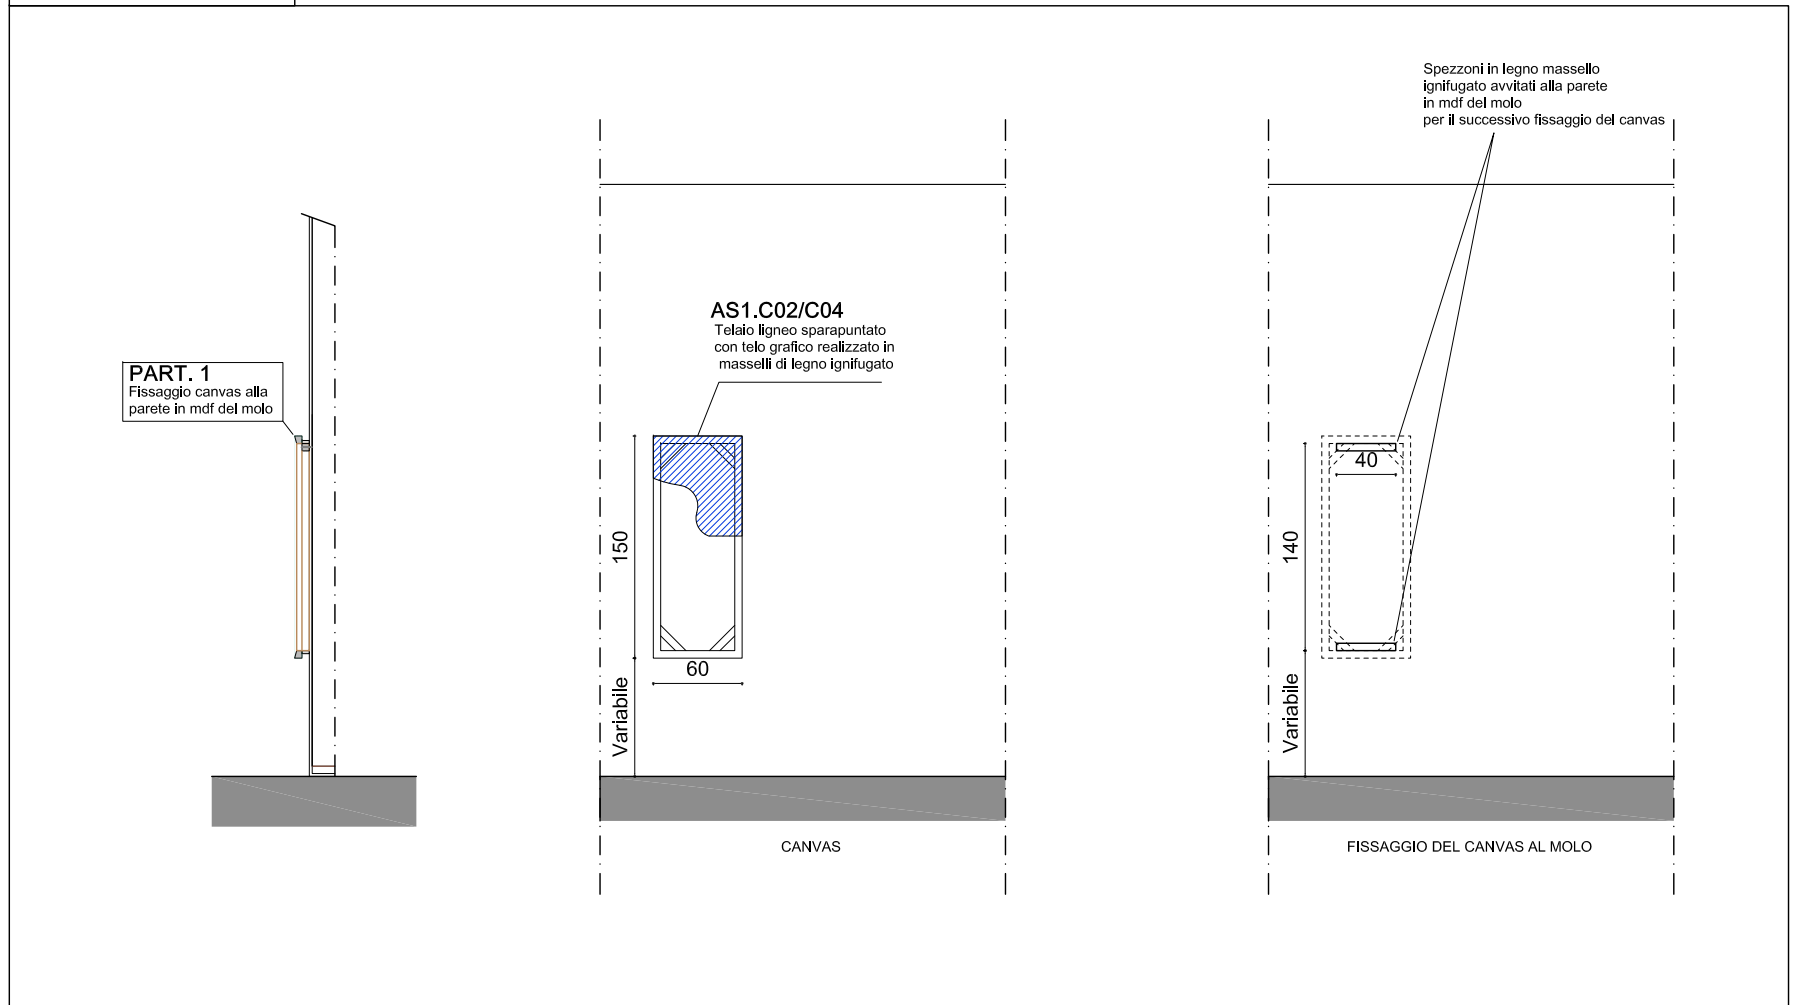 PART. 1
Fissaggio canvas alla
parete in mdf del molo
AS1.C02/C04
Telaio ligneo sparapuntato
con telo grafico realizzato in
masselli di legno ignifugato
150
60
Variabile
CANVAS
Spezzoni in legno massello
ignifugato avvitati alla parete
in mdf del molo
per il successivo fissaggio del canvas
40
140
Variabile
FISSAGGIO DEL CANVAS AL MOLO